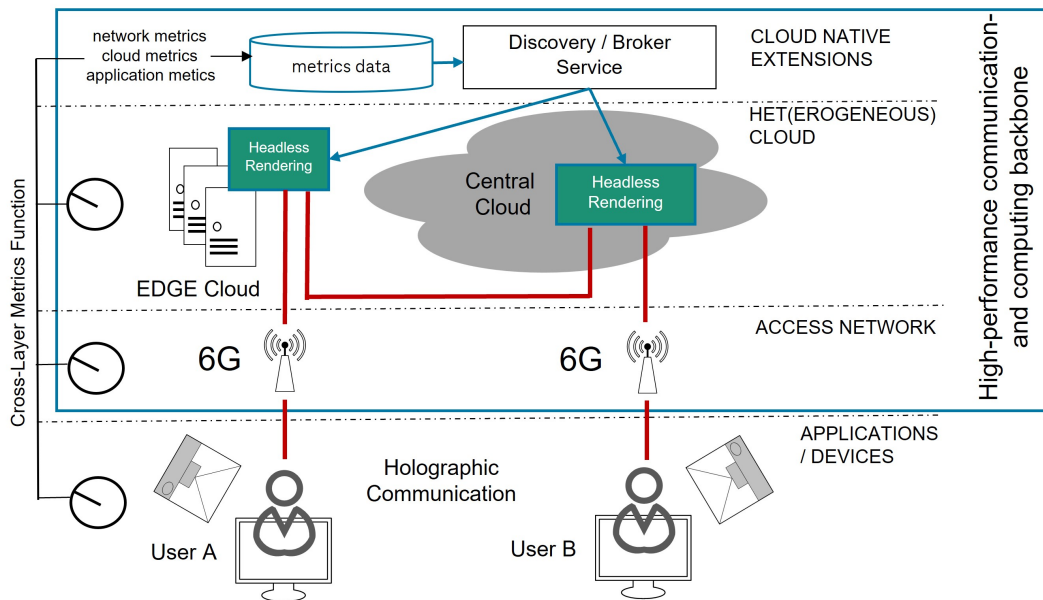 network metrics
cloud metrics
application metics
metrics data
Discovery / Broker
Service
CLOUD NATIVE
EXTENSIONS
HET(EROGENEOUS)
CLOUD
Headless
Rendering
Central
Cloud
Headless
Rendering
EDGE Cloud
ACCESS NETWORK
6G
6G
APPLICATIONS
/ DEVICES
Holographic
Communication
User A
User B
Cross-Layer Metrics Function
High-performance communication-
and computing backbone